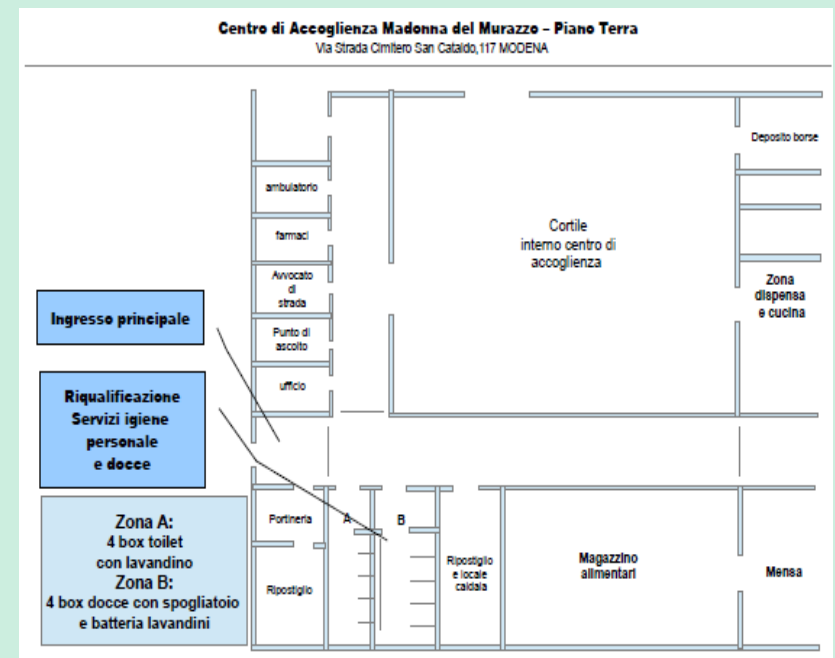 Centro di Accoglienza Madonna del Murazzo – Piano Terra
Via Strada Cimitero San Cataldo,117 MODENA
Deposito borse
ambulatorio
farmaci
Cortile
interno centro di
accoglienza
Avvocato
di
strada
Zona
dispensa
e cucina
Ingresso principale
Punto di
ascolto
ufficio
Riqualificazione
Servizi igiene
personale
e docce
Zona A:
4 box toilet
con lavandino
Zona B:
4 box docce con spogliatoio
e batteria lavandini
Portineria
A
B
Ripostiglio
Ripostiglio
e locale
caldaia
Magazzino
alimentari
Mensa